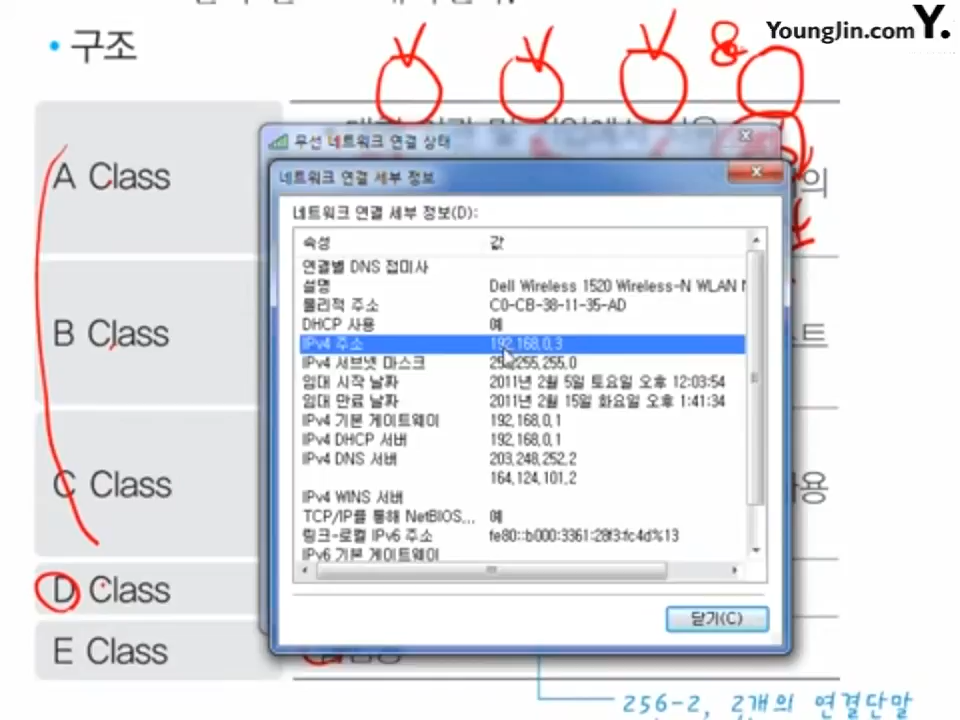 YoungJin.com Y.
• 구조
8
A Class
B Class
C Class
D Class
E Class
의
스트
사용
무선 네트워크 연결 상태
네트워크 연결 세부 정보
네트워크 연결 세부 정보(D):
속성 값
연결별 DNS 접미사
설명 Dell Wireless 1520 Wireless-N WLAN
물리적 주소 C0-CB-38-11-35-AD
DHCP 사용 예
IPv4 주소 192.168.0.3
IPv4 서브넷 마스크 255.255.255.0
임대 시작 날짜 2011년 2월 5일 토요일 오후 12:03:54
임대 만료 날짜 2011년 2월 15일 화요일 오후 1:41:34
IPv4 기본 게이트웨이 192.168.0.1
IPv4 DHCP 서버 192.168.0.1
IPv4 DNS 서버 203.248.252.2
164.124.101.2
IPv4 WINS 서버
TCP/IP를 통해 NetBIOS... 예
링크-로컬 IPv6 주소 fe80::b000:3361:28f3:fc4d%13
IPv6 기본 게이트웨이
닫기(C)
256-2, 2개의 연결단말